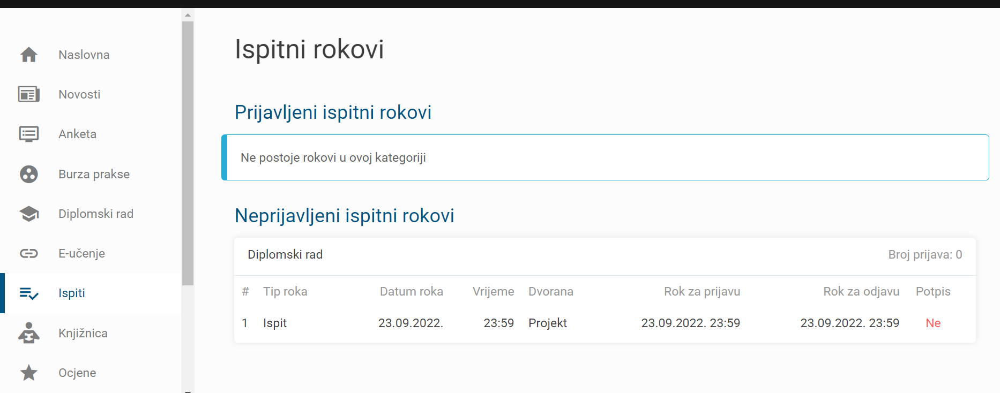 Naslovna
Novosti
Anketa
Burza prakse
Diplomski rad
E-učenje
Ispiti
Knjižnica
Ocjene
Ispitni rokovi
Prijavljeni ispitni rokovi
Ne postoje rokovi u ovoj kategoriji
Neprijavljeni ispitni rokovi
Diplomski rad Broj prijava: 0
# Tip roka Datum roka Vrijeme Dvorana Rok za prijavu Rok za odjavu Potpis
1 Ispit 23.09.2022. 23:59 Projekt 23.09.2022. 23:59 23.09.2022. 23:59 Ne